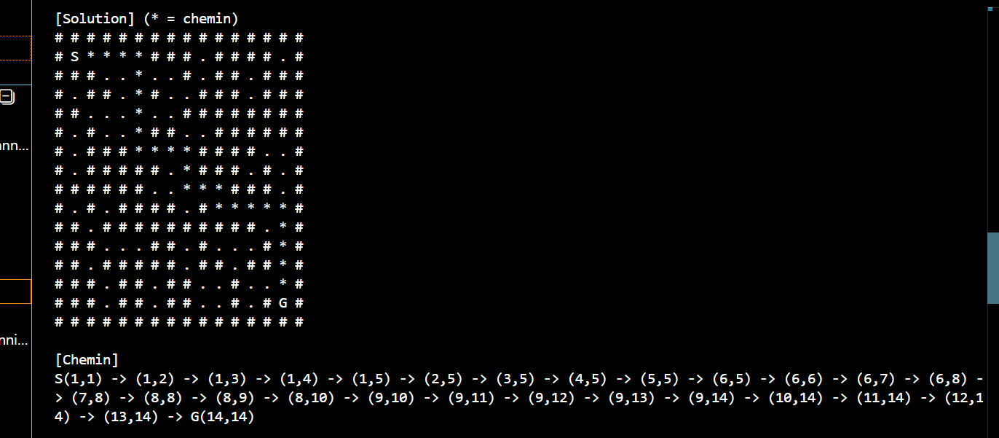 [Solution] (* = chemin)
# # # # # # # # # # # # # # # #
# S * * * * # # # . # # # # . #
# # # . . * . . # . # # . # # #
# . # # . * # . . # # # . # # #
# # . . . * . . # # # # # # # #
# . # . . * # # . . # # # # # #
# . # # # * * * * # # # # . . #
# . # # # # # . * # # # . # . #
# # # # # # . . * * * # # # . #
# . # . # # # # . # * * * * * #
# # . # # # # # # # # # # . * #
# # # . . . # # . # . . . # * #
# # . # # # # # . # # . # # * #
# # # . # # . # # . . # . . * #
# # # . # # . # # . . # . # G #
# # # # # # # # # # # # # # # #
ann...
nni...
[Chemin]
S(1,1) -> (1,2) -> (1,3) -> (1,4) -> (1,5) -> (2,5) -> (3,5) -> (4,5) -> (5,5) -> (6,5) -> (6,6) -> (6,7) -> (6,8) -
> (7,8) -> (8,8) -> (8,9) -> (8,10) -> (9,10) -> (9,11) -> (9,12) -> (9,13) -> (9,14) -> (10,14) -> (11,14) -> (12,1
4) -> (13,14) -> G(14,14)